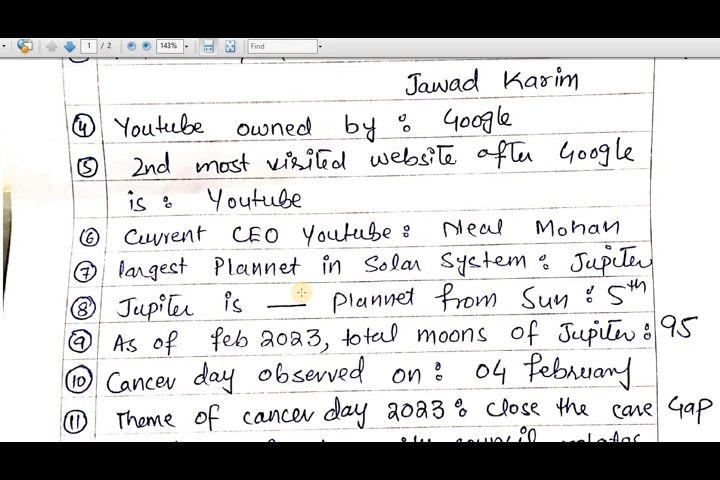 1 / 2
143%
Find
Jawad Karim
④ Youtube owned by : Google
⑤ 2nd most visited website after Google
is : Youtube
⑥ Current CEO Youtube : Neal Mohan
⑦ largest Plannet in Solar System : Jupiter
⑧ Jupiter is ___ Plannet from Sun : 5th
⑨ As of feb 2023, total moons of Jupiter : 95
⑩ Cancer day observed on : 04 february
⑪ Theme of cancer day 2023 : Close the care Gap
council